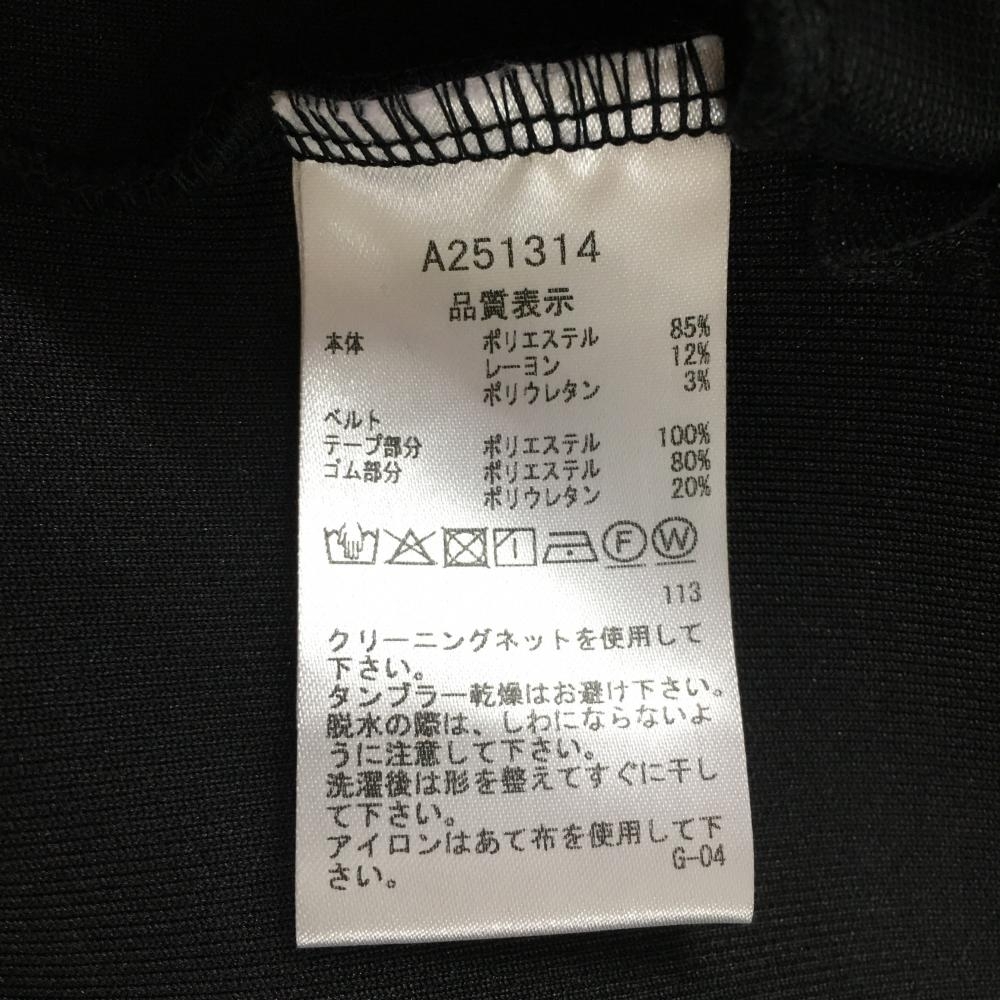 A251314
品質表示
本体 ポリエステル 85%
レーヨン 12%
ポリウレタン 3%
ベルト
テープ部分 ポリエステル 100%
ゴム部分 ポリエステル 80%
ポリウレタン 20%
F W
113
クリーニングネットを使用して
下さい。
タンブラー乾燥はお避け下さい。
脱水の際は、しわにならないよ
うに注意して下さい。
洗濯後は形を整えてすぐに干し
て下さい。
アイロンはあて布を使用して下
さい。
G-04